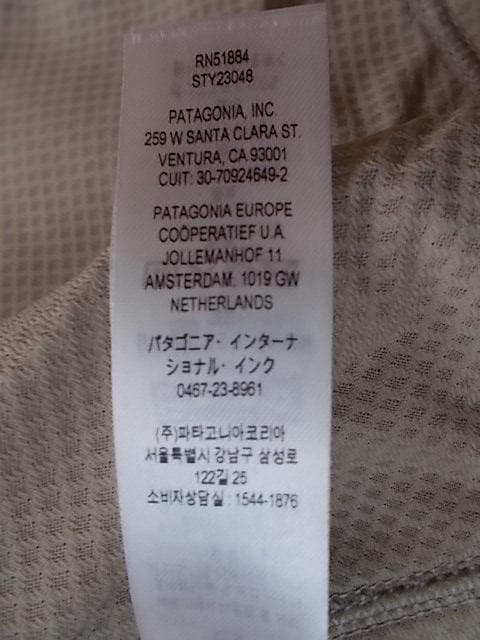 RN51884
STY23048
PATAGONIA, INC.
259 W SANTA CLARA ST.
VENTURA, CA 93001
CUIT: 30-70924649-2
PATAGONIA EUROPE
COÖPERATIEF U.A.
JOLLEMANHOF 11
AMSTERDAM, 1019 GW
NETHERLANDS
パタゴニア・インターナ
ショナル・インク
0467-23-8961
(주)파타고니아코리아
서울특별시 강남구 삼성로
122길 25
소비자상담실 : 1544-1876